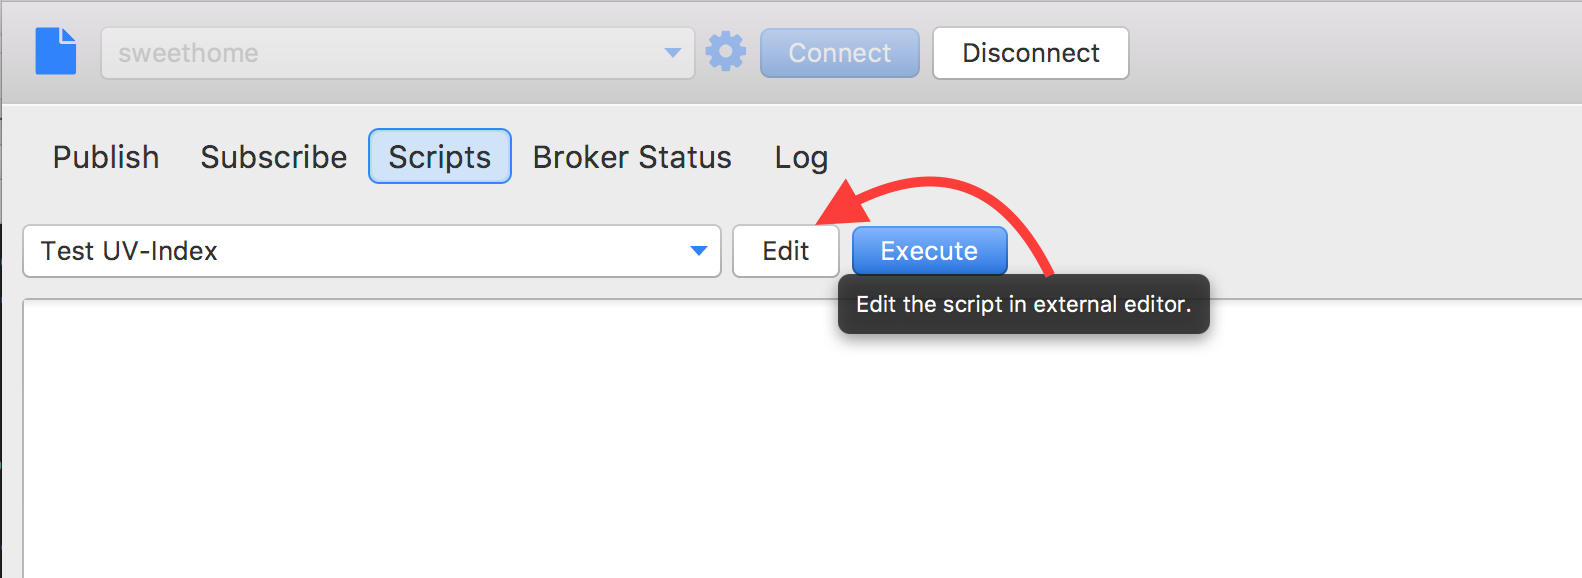 sweethome Connect Disconnect
Publish Subscribe Scripts Broker Status Log
Test UV-Index Edit Execute
Edit the script in external editor.